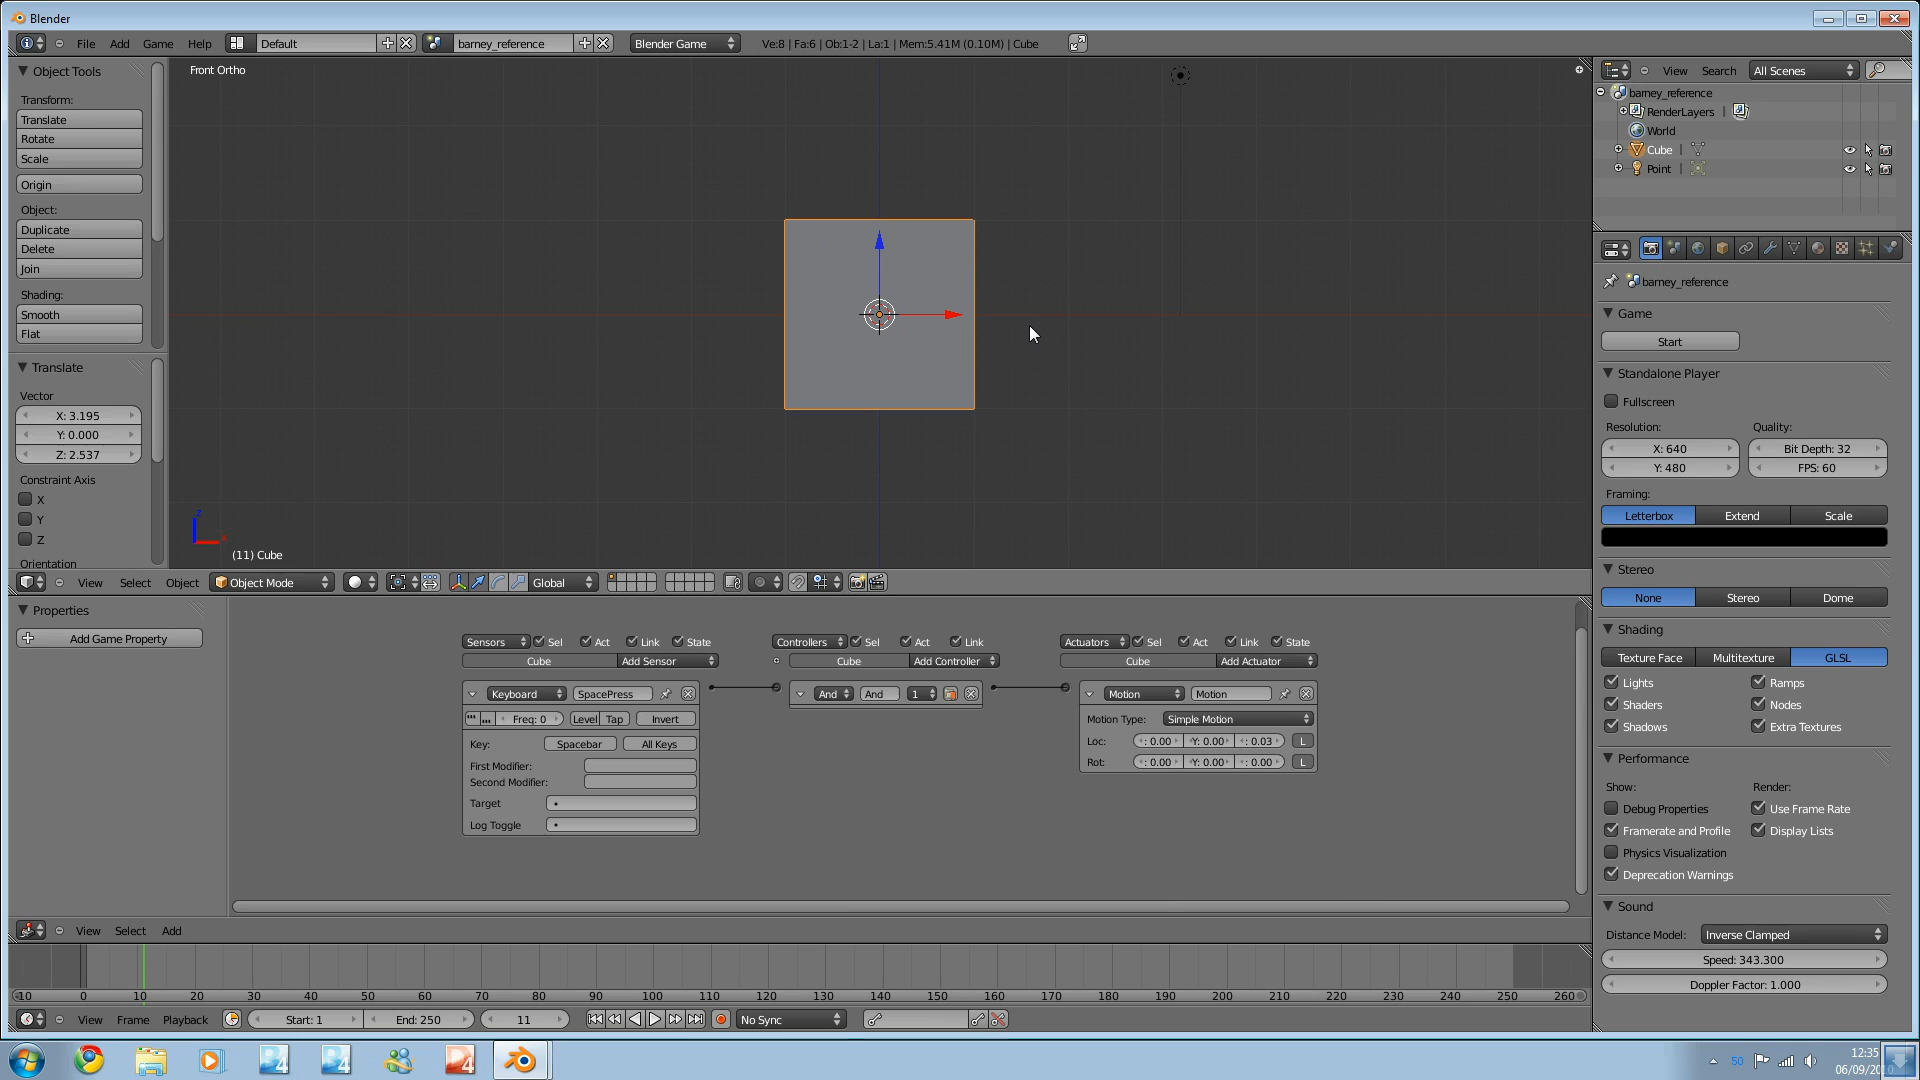 Blender
File Add Game Help Default barney_reference Blender Game Ve:8 | Fa:6 | Ob:1-2 | La:1 | Mem:5.41M (0.10M) | Cube
Object Tools
Transform:
Translate
Rotate
Scale
Origin
Object:
Duplicate
Delete
Join
Shading:
Smooth
Flat
Translate
Vector
X: 3.195
Y: 0.000
Z: 2.537
Constraint Axis
X
Y
Z
Orientation
Front Ortho
z
x
(11) Cube
View Select Object Object Mode Global
Properties
Add Game Property
Sensors Sel Act Link State
Cube Add Sensor
Keyboard SpacePress
Freq: 0 Level Tap Invert
Key: Spacebar All Keys
First Modifier:
Second Modifier:
Target
Log Toggle
Controllers Sel Act Link
Cube Add Controller
And And 1
Actuators Sel Act Link State
Cube Add Actuator
Motion Motion
Motion Type: Simple Motion
Loc: : 0.00 Y: 0.00 : 0.03 L
Rot: : 0.00 Y: 0.00 : 0.00 L
View Select Add
-10 0 10 20 30 40 50 60 70 80 90 100 110 120 130 140 150 160 170 180 190 200 210 220 230 240 250 260
View Frame Playback Start: 1 End: 250 11 No Sync
View Search All Scenes
barney_reference
RenderLayers |
World
Cube |
Point |
barney_reference
Game
Start
Standalone Player
Fullscreen
Resolution: Quality:
X: 640 Bit Depth: 32
Y: 480 FPS: 60
Framing:
Letterbox Extend Scale
Stereo
None Stereo Dome
Shading
Texture Face Multitexture GLSL
Lights Ramps
Shaders Nodes
Shadows Extra Textures
Performance
Show: Render:
Debug Properties Use Frame Rate
Framerate and Profile Display Lists
Physics Visualization
Deprecation Warnings
Sound
Distance Model: Inverse Clamped
Speed: 343.300
Doppler Factor: 1.000
50 12:35